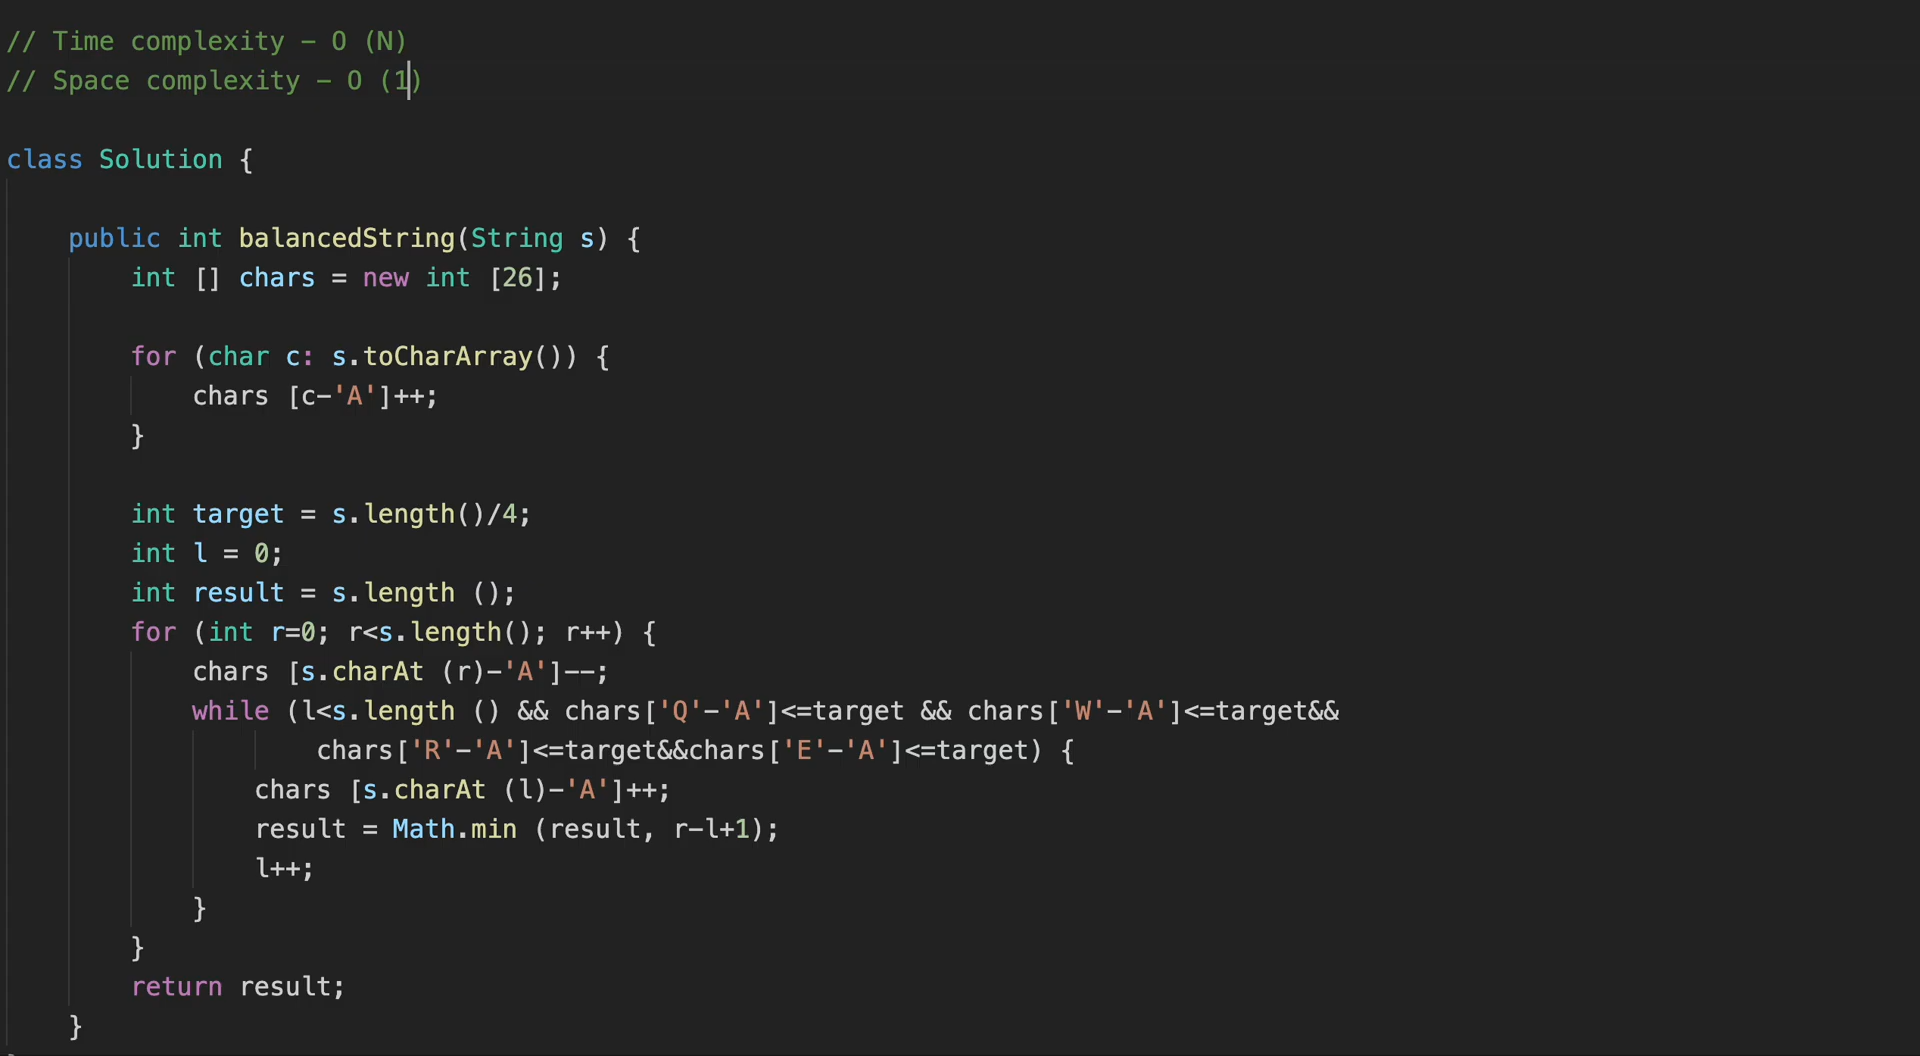 // Time complexity - O (N)
// Space complexity - O (1)
class Solution {
public int balancedString(String s) {
int [] chars = new int [26];
for (char c: s.toCharArray()) {
chars [c-'A']++;
}
int target = s.length()/4;
int l = 0;
int result = s.length ();
for (int r=0; r<s.length(); r++) {
chars [s.charAt (r)-'A']--;
while (l<s.length () && chars['Q'-'A']<=target && chars['W'-'A']<=target&&
chars['R'-'A']<=target&&chars['E'-'A']<=target) {
chars [s.charAt (l)-'A']++;
result = Math.min (result, r-l+1);
l++;
}
}
return result;
}